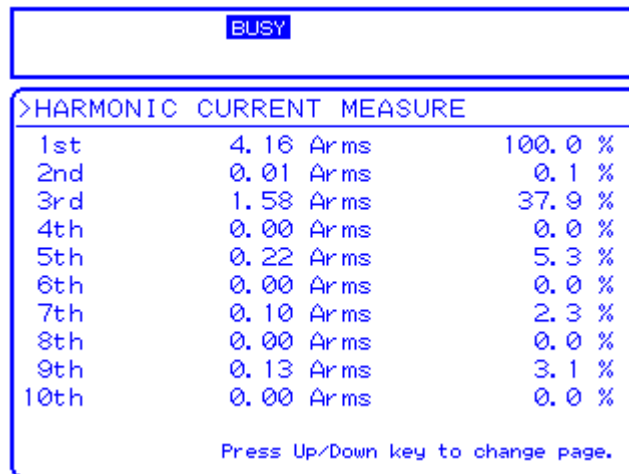 BUSY
>HARMONIC CURRENT MEASURE
1st 4.16 Arms 100.0 %
2nd 0.01 Arms 0.1 %
3rd 1.58 Arms 37.9 %
4th 0.00 Arms 0.0 %
5th 0.22 Arms 5.3 %
6th 0.00 Arms 0.0 %
7th 0.10 Arms 2.3 %
8th 0.00 Arms 0.0 %
9th 0.13 Arms 3.1 %
10th 0.00 Arms 0.0 %
Press Up/Down key to change page.